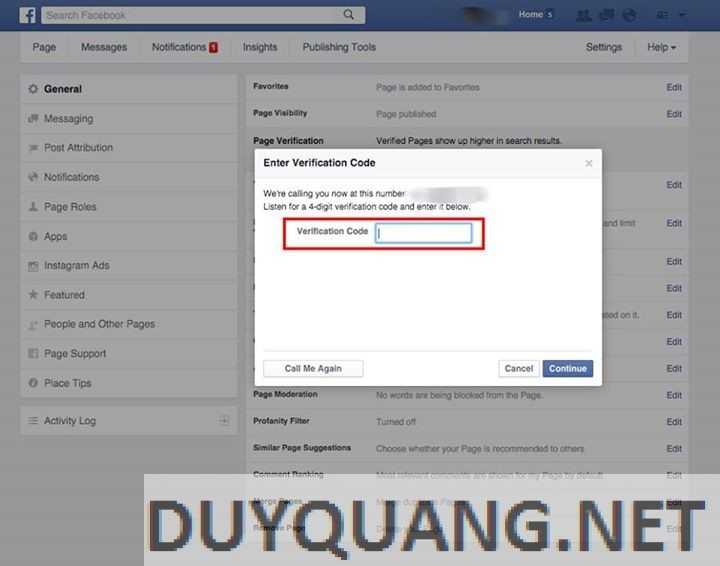 f Search Facebook Home 5
Page Messages Notifications 1 Insights Publishing Tools Settings Help
General
Messaging
Post Attribution
Notifications
Page Roles
Apps
Instagram Ads
Featured
People and Other Pages
Page Support
Place Tips
Activity Log
Favorites Page is added to Favorites Edit
Page Visibility Page published Edit
Page Verification Verified Pages show up higher in search results.
Enter Verification Code
We're calling you now at this number
Listen for a 4-digit verification code and enter it below.
Verification Code
Call Me Again Cancel Continue
Edit
and limit Edit
Edit
Edit
sted on it. Edit
Edit
Edit
Page Moderation No words are being blocked from the Page. Edit
Profanity Filter Turned off Edit
Similar Page Suggestions Choose whether your Page is recommended to others Edit
Comment Ranking Most relevant comments are shown for my Page by default. Edit
Merge Pages Merge duplicate Pages Edit
Remove Page Delete your Page Edit
DUYQUANG.NET